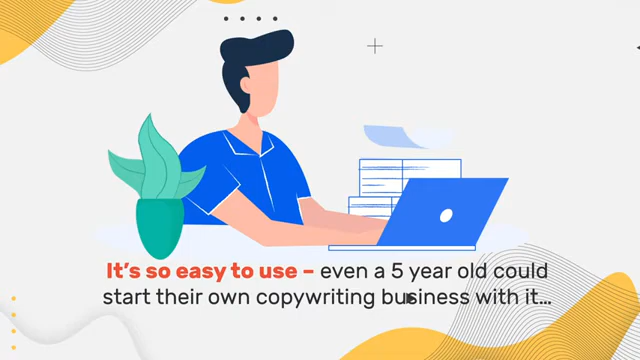 It's so easy to use – even a 5 year old could
start their own copywriting business with it...